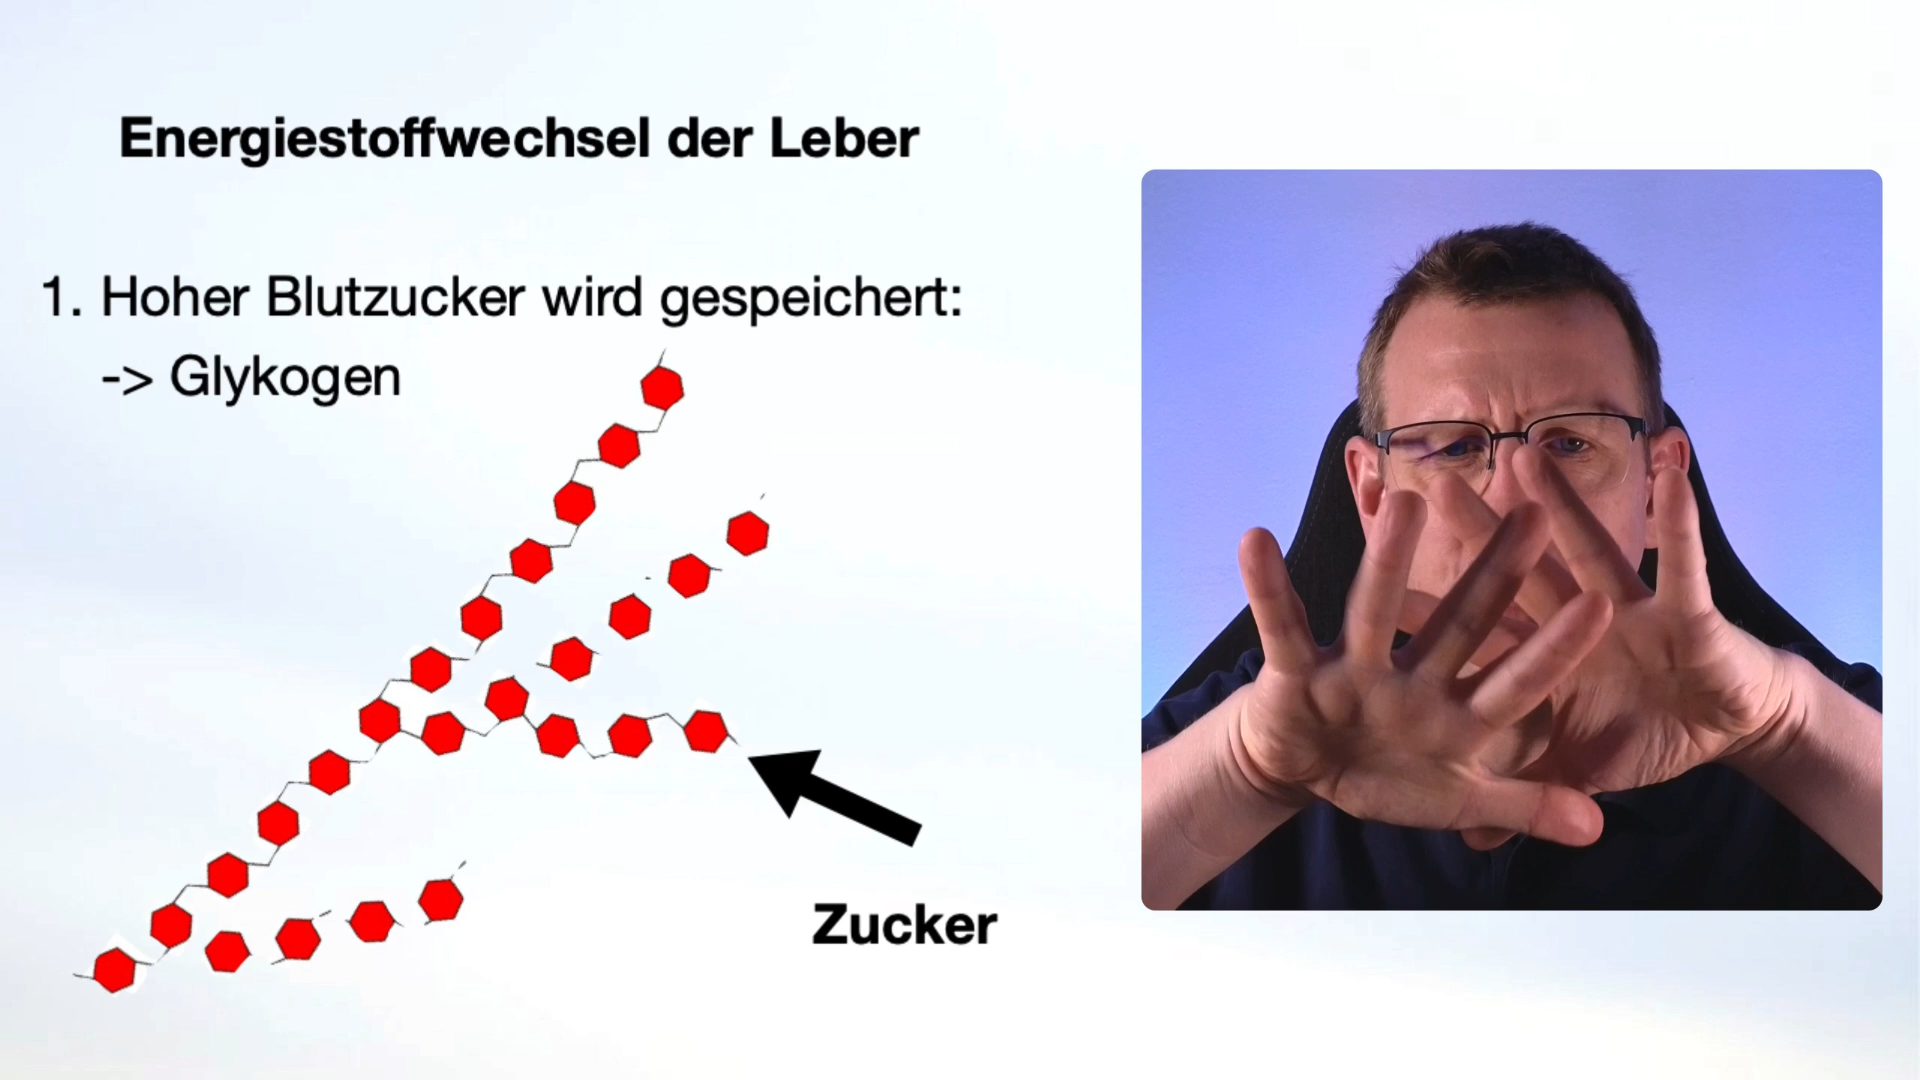 Energiestoffwechsel der Leber
1. Hoher Blutzucker wird gespeichert:
-> Glykogen
Zucker